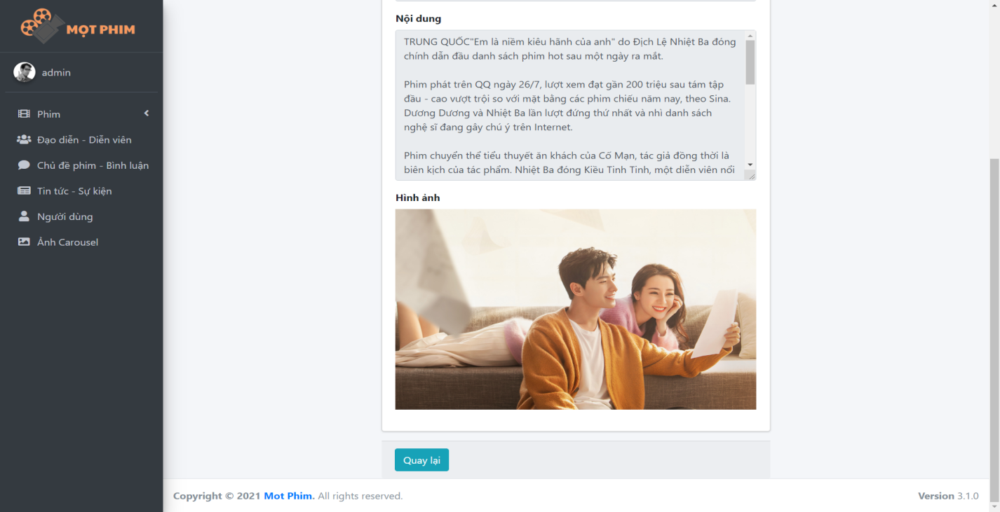 MỌT PHIM
admin
Phim
Đạo diễn - Diễn viên
Chủ đề phim - Bình luận
Tin tức - Sự kiện
Người dùng
Ảnh Carousel
Nội dung
TRUNG QUỐC"Em là niềm kiêu hãnh của anh" do Địch Lệ Nhiệt Ba đóng
chính dẫn đầu danh sách phim hot sau một ngày ra mắt.
Phim phát trên QQ ngày 26/7, lượt xem đạt gần 200 triệu sau tám tập
đầu - cao vượt trội so với mặt bằng các phim chiếu năm nay, theo Sina.
Dương Dương và Nhiệt Ba lần lượt đứng thứ nhất và nhì danh sách
nghệ sĩ đang gây chú ý trên Internet.
Phim chuyển thể tiểu thuyết ăn khách của Cố Mạn, tác giả đồng thời là
biên kịch của tác phẩm. Nhiệt Ba đóng Kiều Tinh Tinh, một diễn viên nổi
Hình ảnh
Quay lại
Copyright © 2021 Mot Phim. All rights reserved.
Version 3.1.0